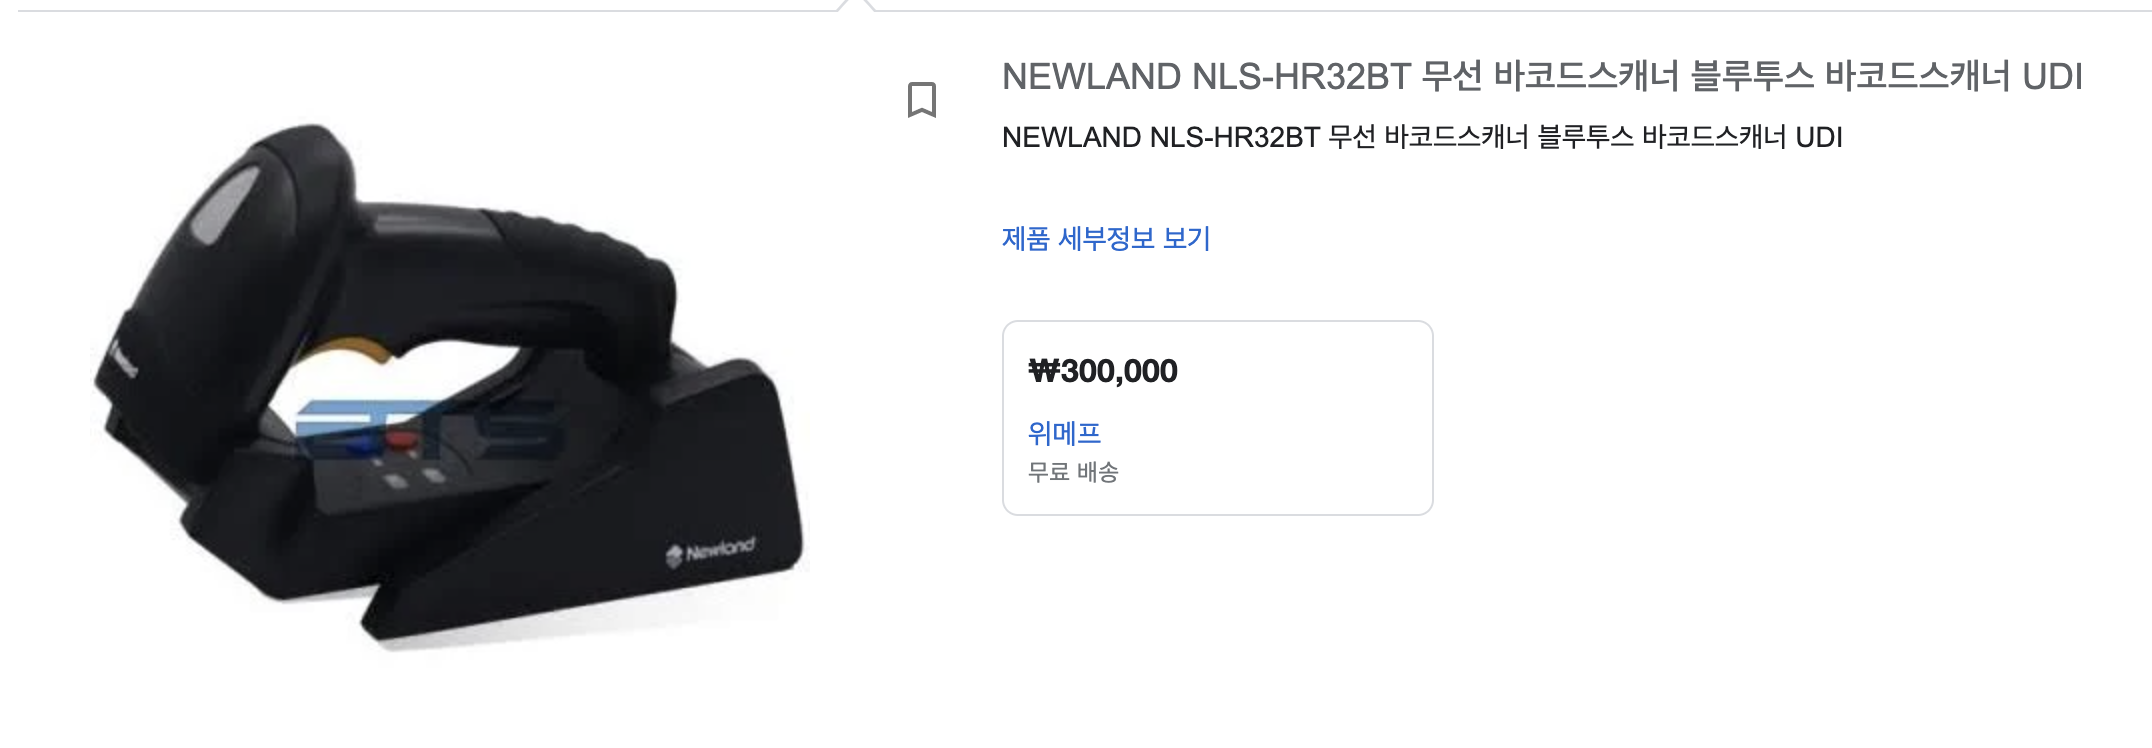 NEWLAND NLS-HR32BT 무선 바코드스캐너 블루투스 바코드스캐너 UDI
NEWLAND NLS-HR32BT 무선 바코드스캐너 블루투스 바코드스캐너 UDI
제품 세부정보 보기
₩300,000
위메프
무료 배송
Newland
ETS
Newland